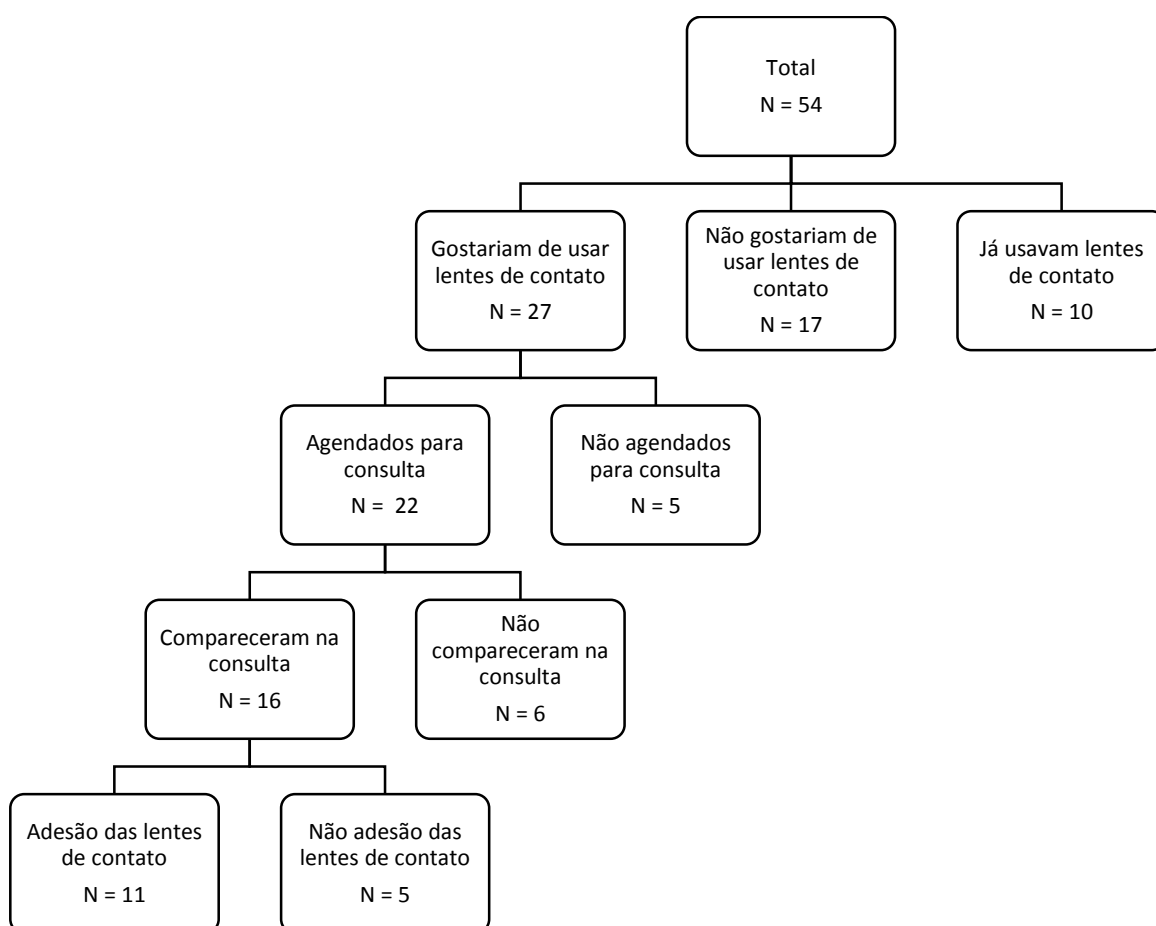 Total
N = 54
Gostariam de usar
lentes de contato
N = 27
Não gostariam de
usar lentes de
contato
N = 17
Já usavam lentes
de contato
N = 10
Agendados para
consulta
N = 22
Não agendados
para consulta
N = 5
Compareceram na
consulta
N = 16
Não
compareceram na
consulta
N = 6
Adesão das lentes
de contato
N = 11
Não adesão das
lentes de contato
N = 5